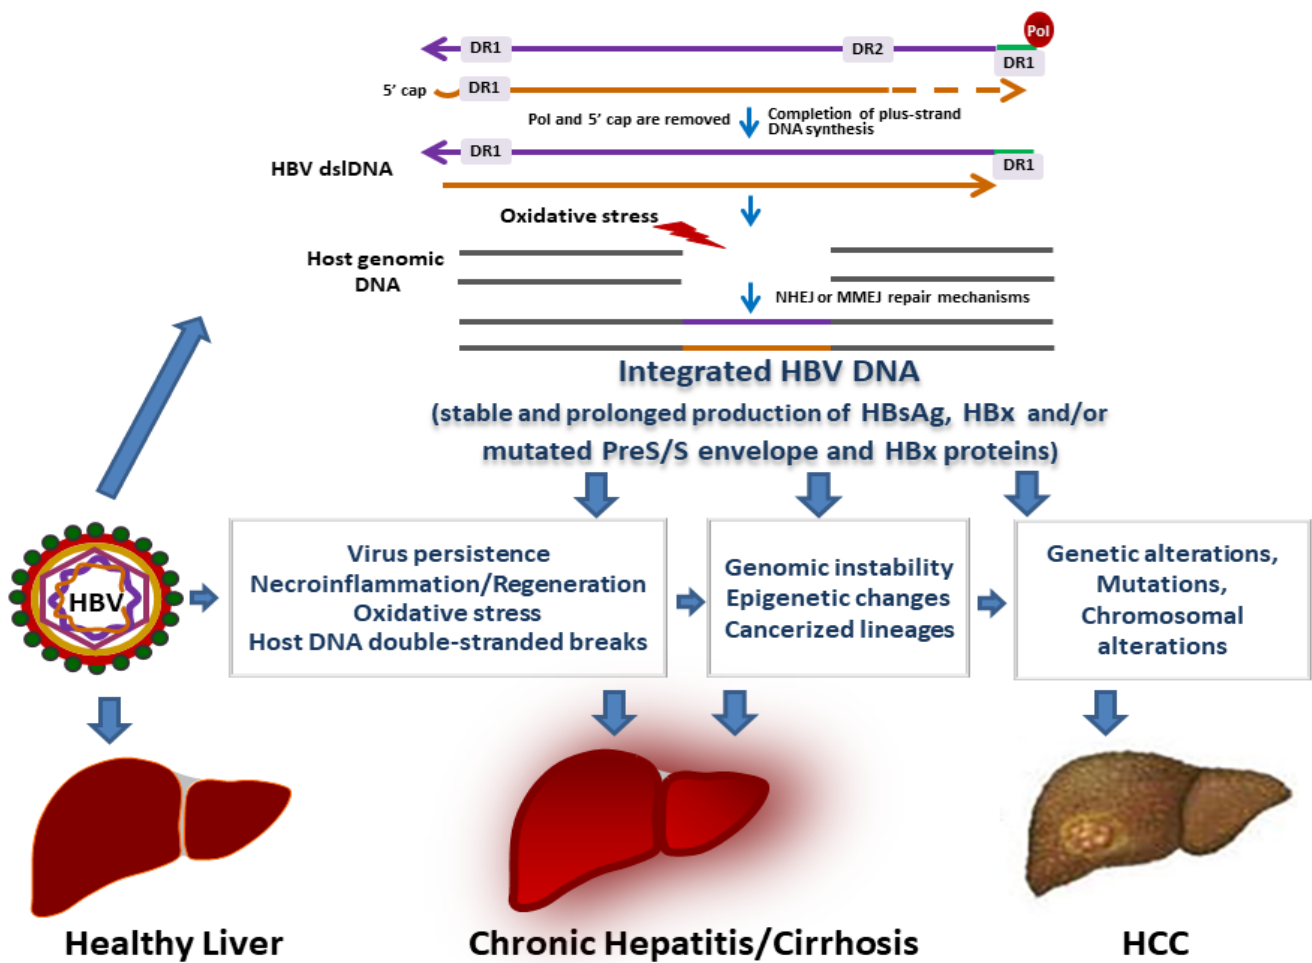 Pol
DR1
DR2
DR1
5' cap
DR1
Pol and 5' cap are removed
Completion of plus-strand
DNA synthesis
DR1
DR1
HBV dslDNA
Oxidative stress
Host genomic
DNA
NHEJ or MMEJ repair mechanisms
Integrated HBV DNA
(stable and prolonged production of HBsAg, HBx and/or
mutated PreS/S envelope and HBx proteins)
HBV
Virus persistence
Necroinflammation/Regeneration
Oxidative stress
Host DNA double-stranded breaks
Genomic instability
Epigenetic changes
Cancerized lineages
Genetic alterations,
Mutations,
Chromosomal
alterations
Healthy Liver
Chronic Hepatitis/Cirrhosis
HCC